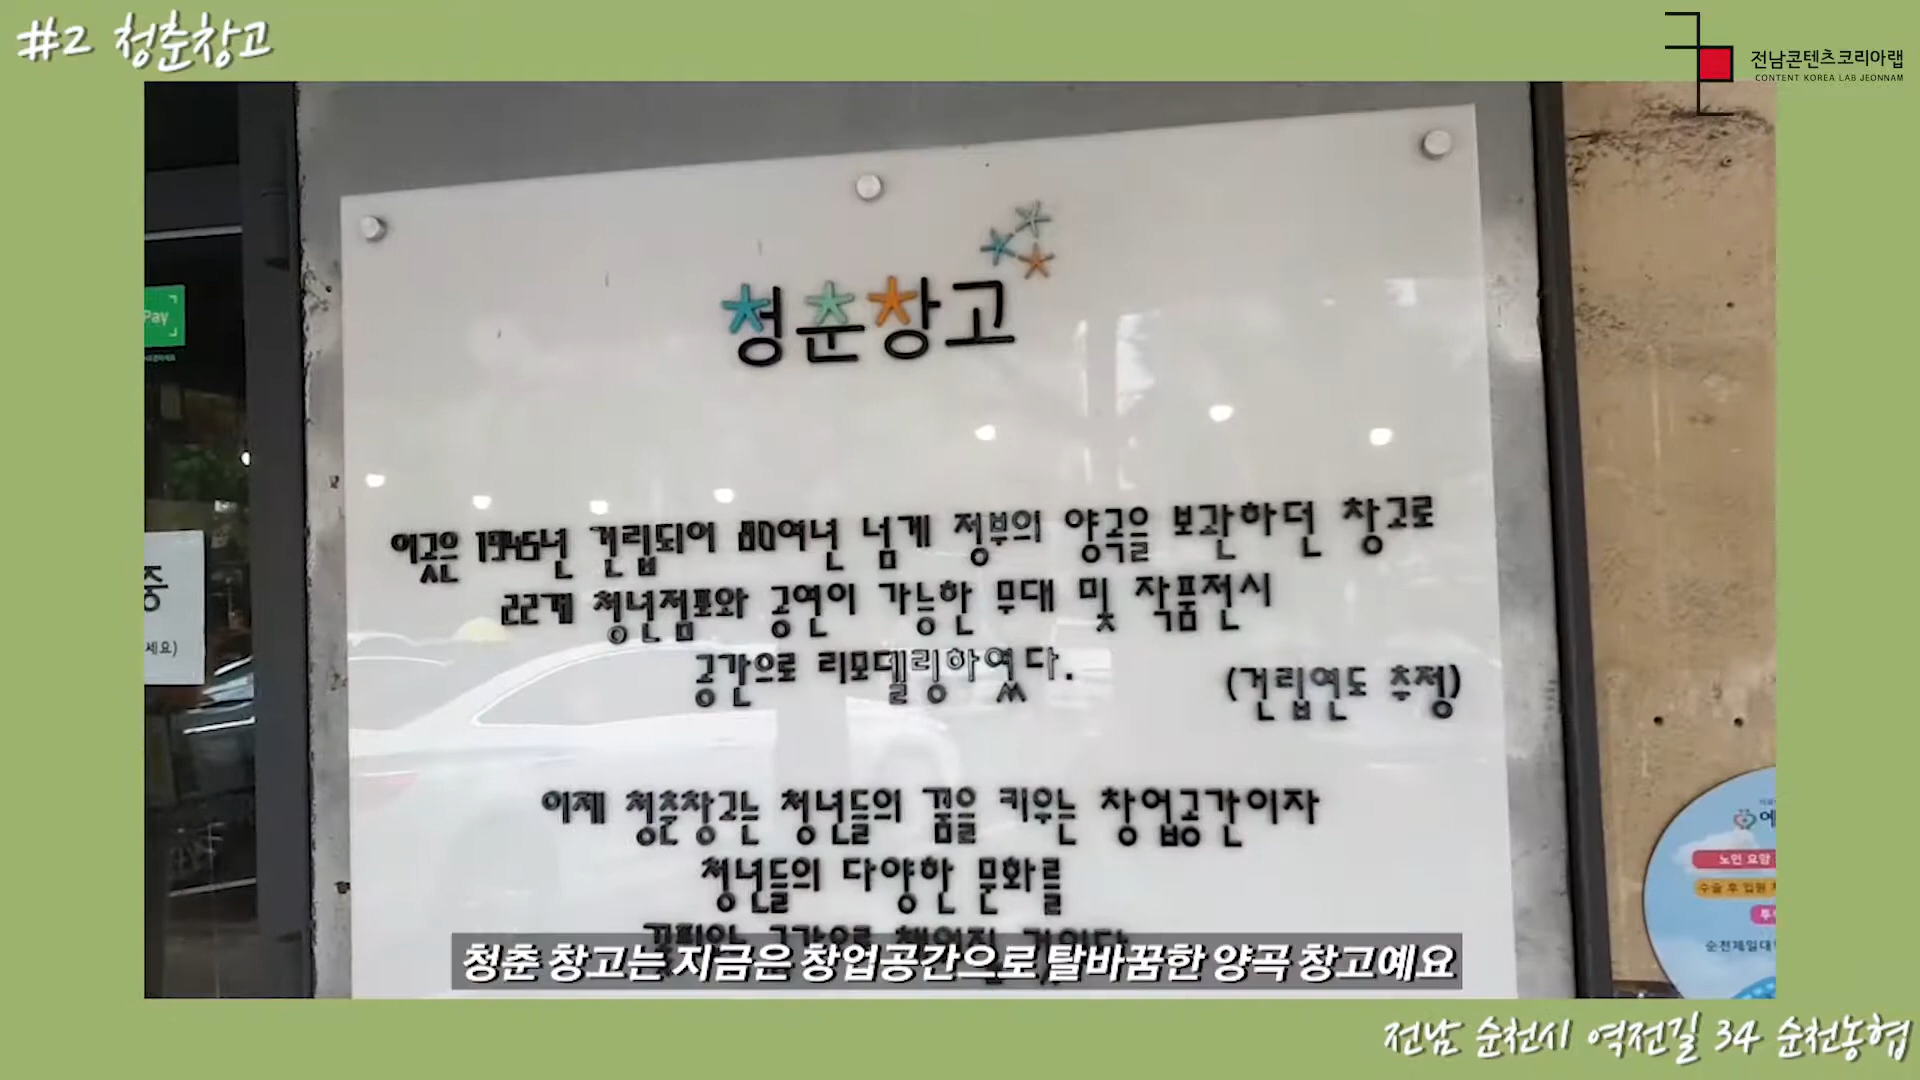 #2 청춘창고
전남콘텐츠코리아랩
CONTENT KOREA LAB JEONNAM
Pay
청춘창고
이곳은 1945년 건립되어 80여년 넘게 정부의 양곡을 보관하던 창고로
22개 청년점포와 공연이 가능한 무대 및 작품전시
공간으로 리모델링하였다.
(건립연도 추정)
이제 청춘창고는 청년들의 꿈을 키우는 창업공간이자
청년들의 다양한 문화를
중
세요)
노인 요양
수술 후 입원
순천제일대
청춘 창고는 지금은 창업공간으로 탈바꿈한 양곡 창고예요
전남 순천시 역전길 34 순천농협